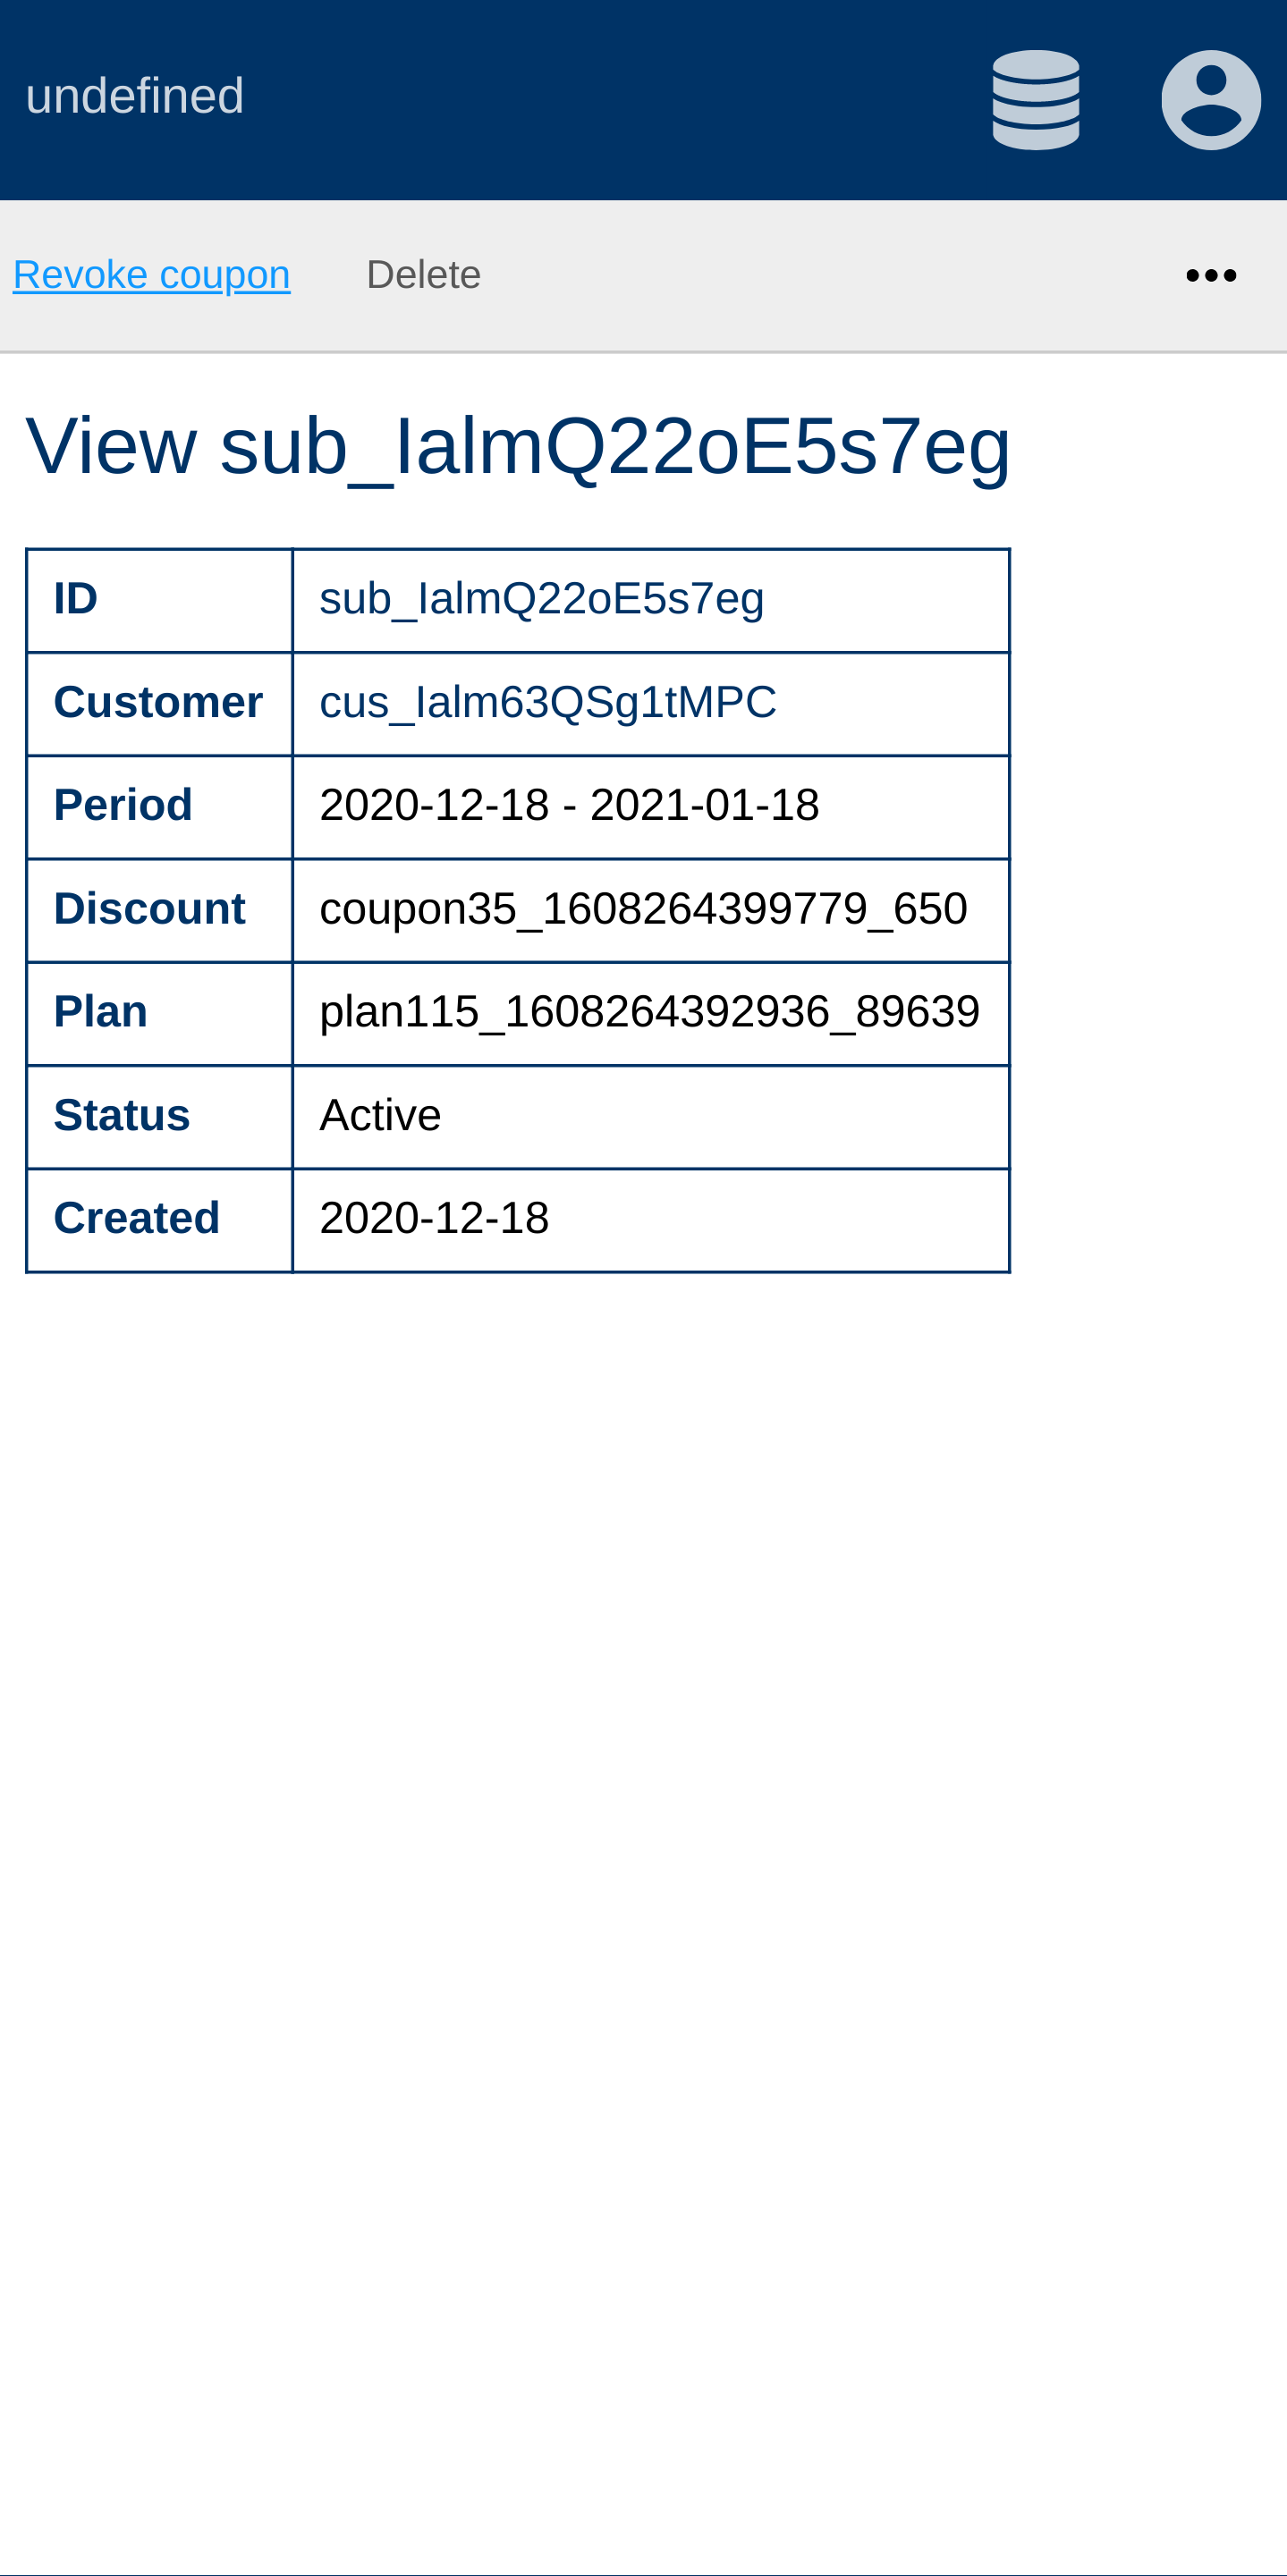 undefined
Revoke coupon Delete
View sub_IalmQ22oE5s7eg
ID sub_IalmQ22oE5s7eg
Customer cus_Ialm63QSg1tMPC
Period 2020-12-18 - 2021-01-18
Discount coupon35_1608264399779_650
Plan plan115_1608264392936_89639
Status Active
Created 2020-12-18